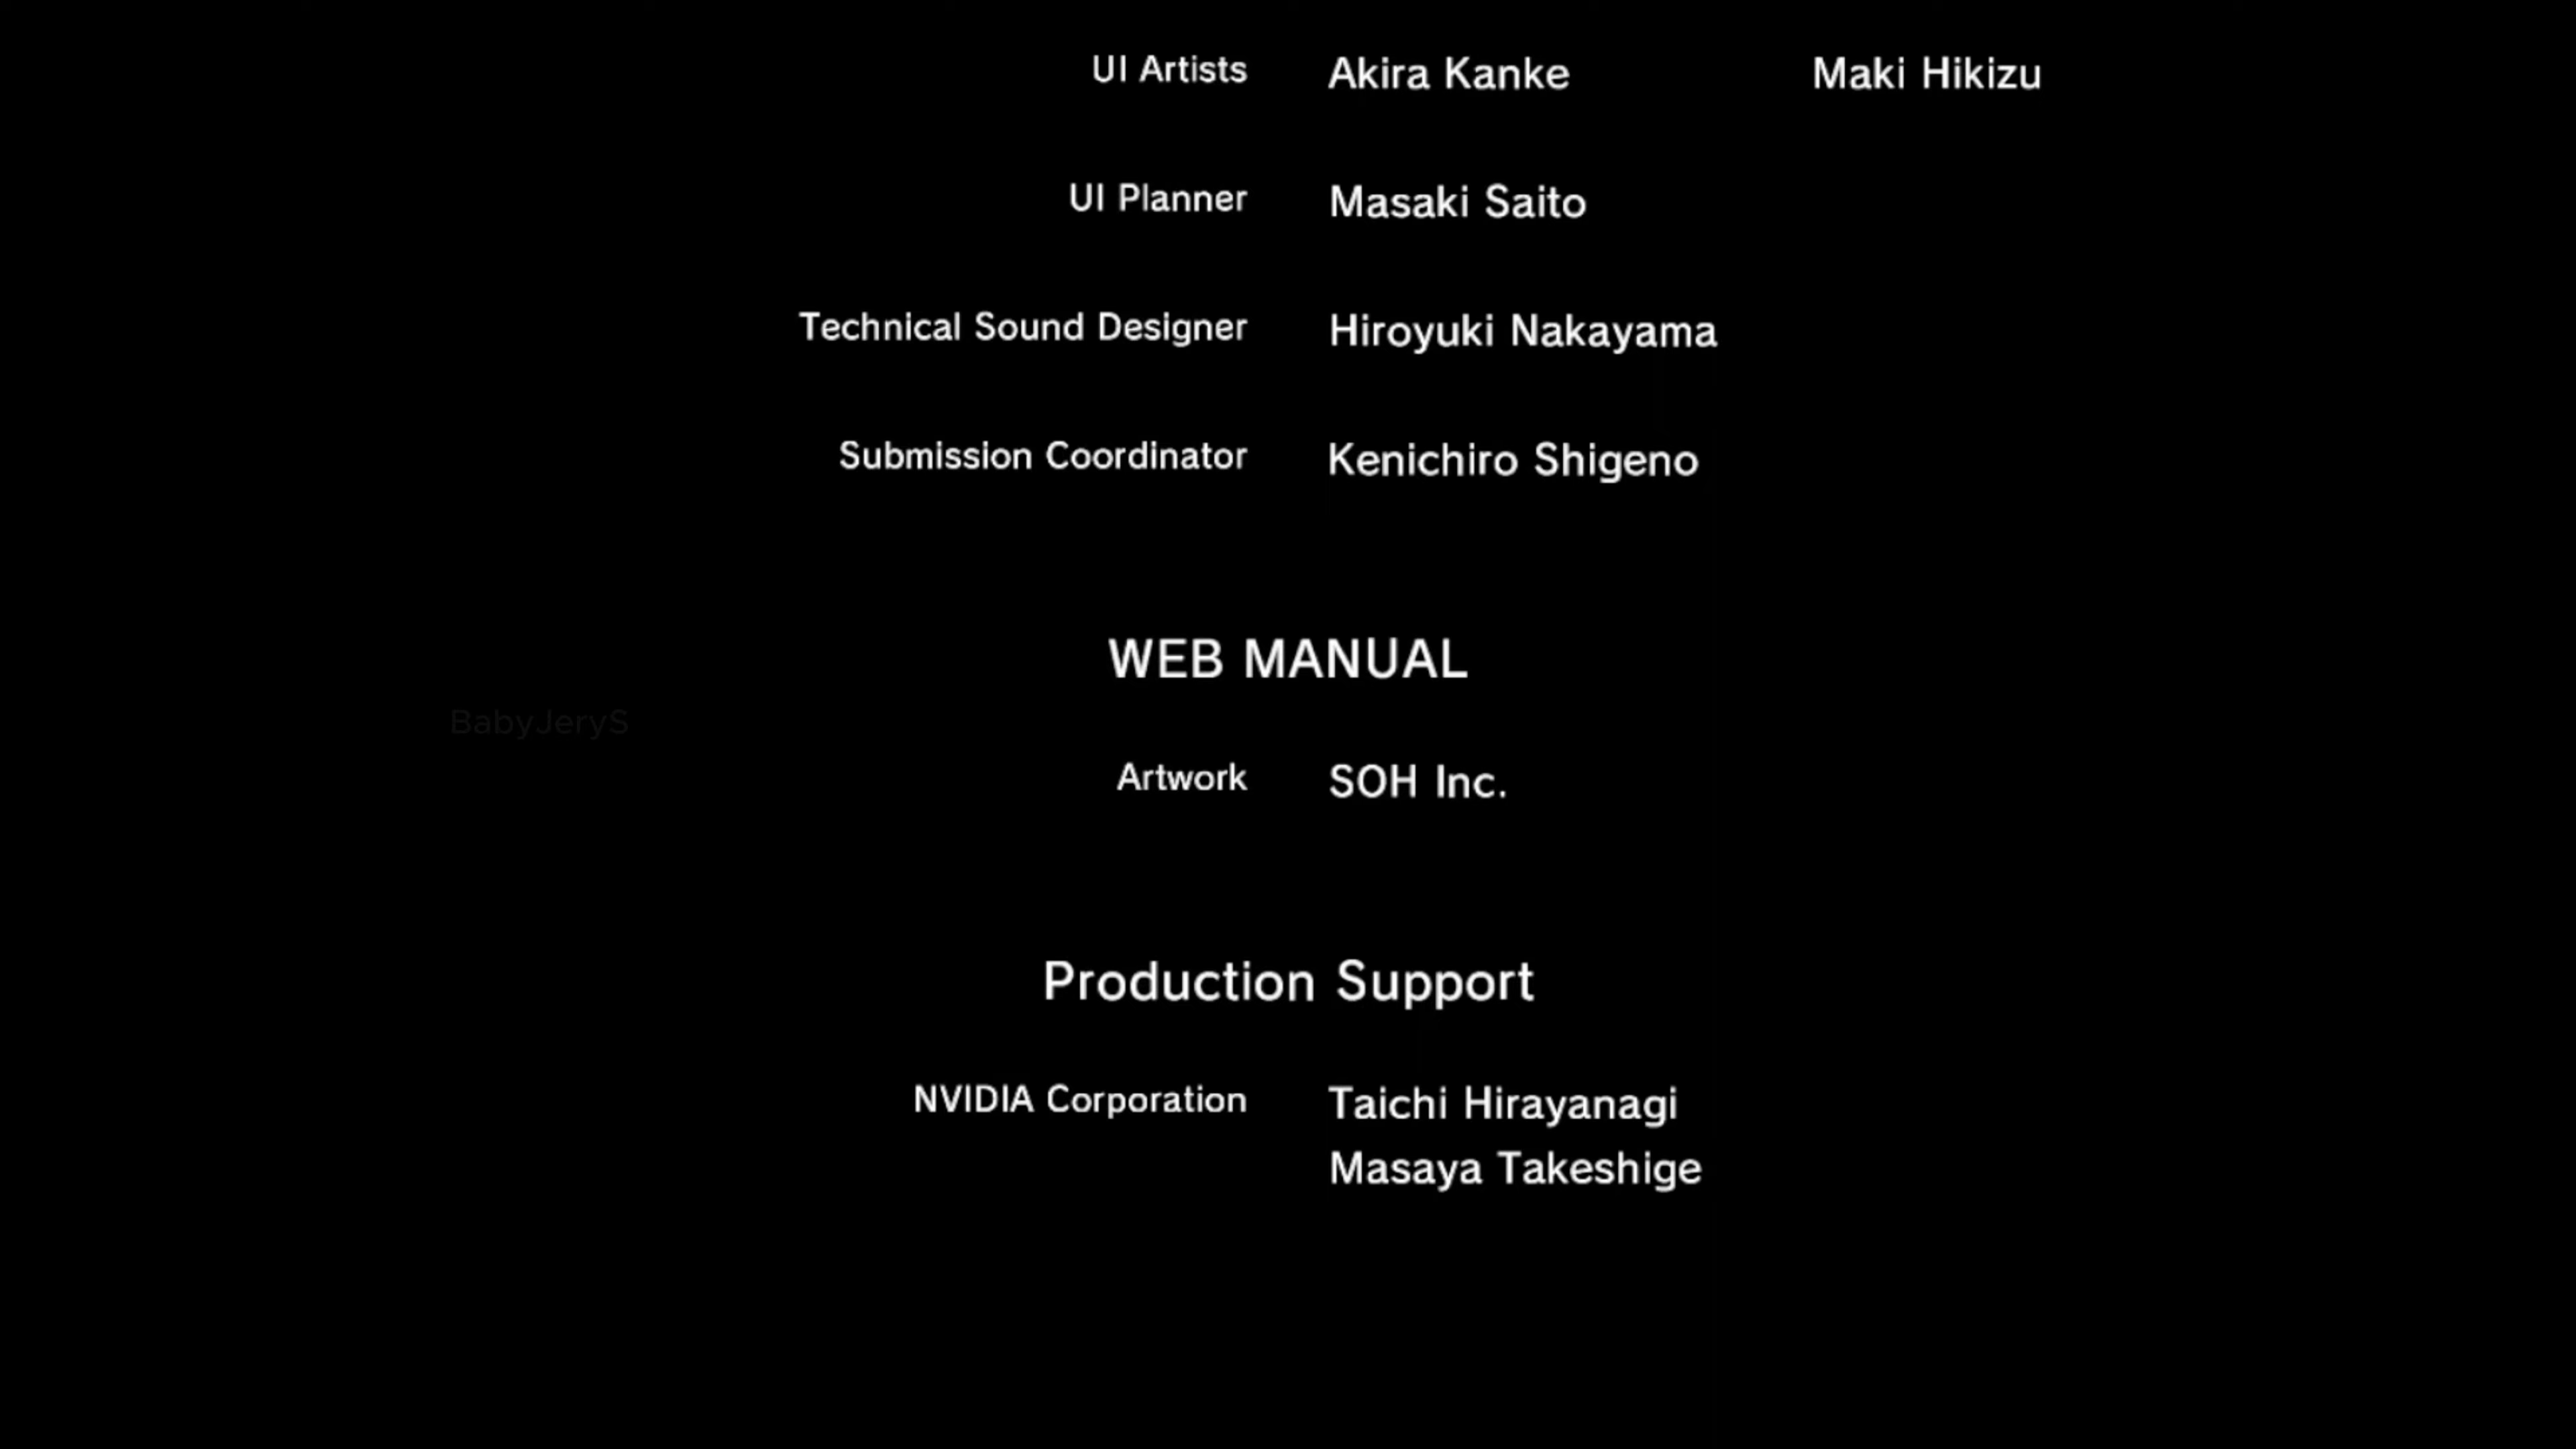 UI Artists Akira Kanke Maki Hikizu
UI Planner Masaki Saito
Technical Sound Designer Hiroyuki Nakayama
Submission Coordinator Kenichiro Shigeno
WEB MANUAL
BabyJeryS
Artwork SOH Inc.
Production Support
NVIDIA Corporation Taichi Hirayanagi
Masaya Takeshige